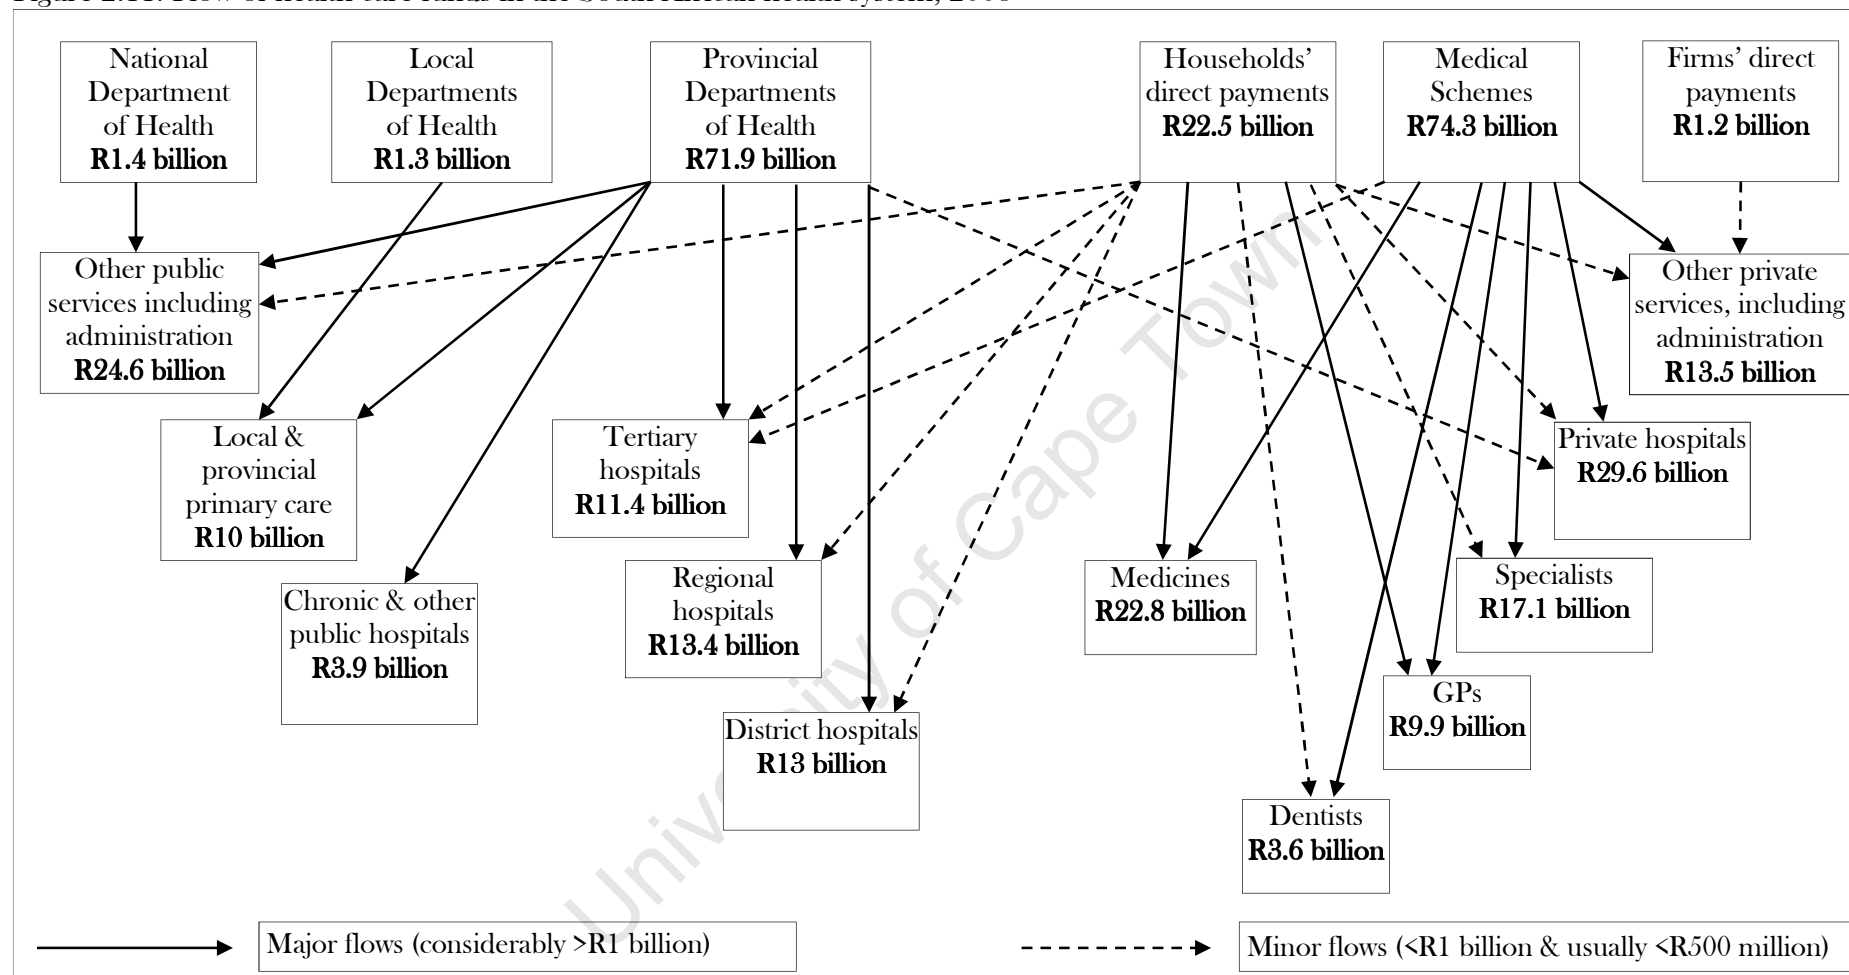 National
Department
of Health
R1.4 billion
Local
Departments
of Health
R1.3 billion
Provincial
Departments
of Health
R71.9 billion
Households’
direct payments
R22.5 billion
Medical
Schemes
R74.3 billion
Firms’ direct
payments
R1.2 billion
Other public
services including
administration
R24.6 billion
Other private
services, including
administration
R13.5 billion
Local &
provincial
primary care
R10 billion
Tertiary
hospitals
R11.4 billion
Private hospitals
R29.6 billion
Chronic & other
public hospitals
R3.9 billion
Regional
hospitals
R13.4 billion
Medicines
R22.8 billion
Specialists
R17.1 billion
District hospitals
R13 billion
GPs
R9.9 billion
Dentists
R3.6 billion
Major flows (considerably >R1 billion)
Minor flows (<R1 billion & usually <R500 million)
University of Cape Town